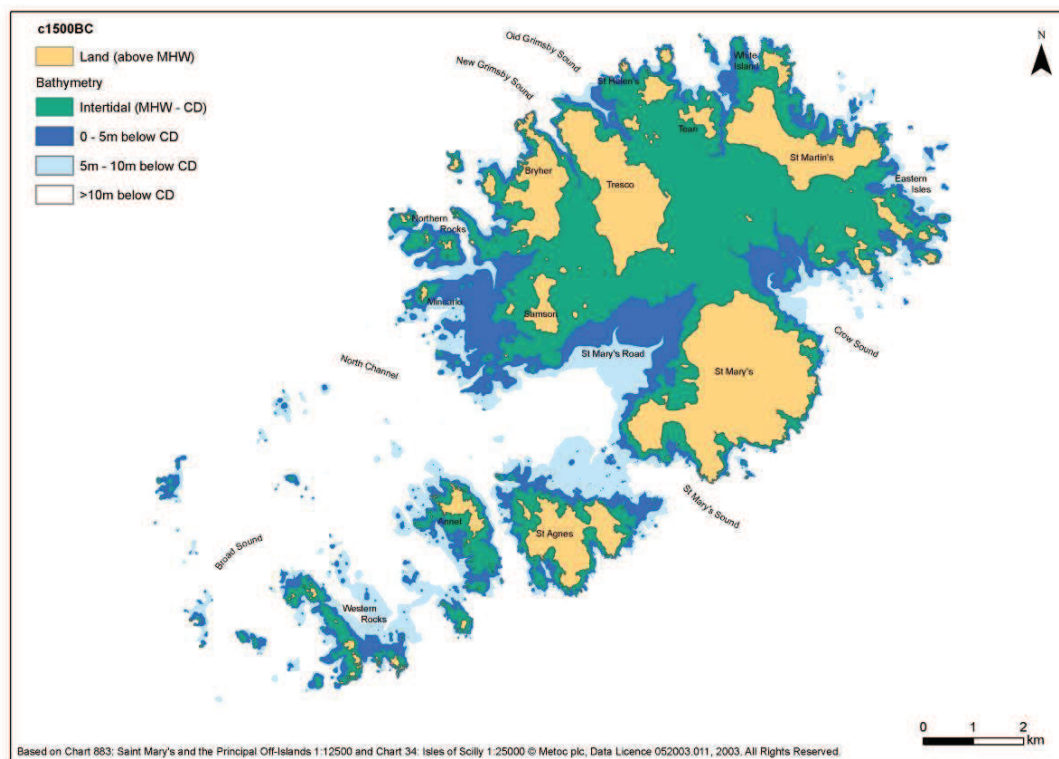 c1500BC
Land (above MHW)
Bathymetry
Intertidal (MHW - CD)
0 - 5m below CD
5m - 10m below CD
>10m below CD
N
Old Grimsby Sound
New Grimsby Sound
St Helen's
White
Island
Tean
St Martin's
Eastern
Isles
Bryher
Tresco
Northern
Rocks
Samson
St Mary's Road
North Channel
Crow Sound
St Mary's
St Mary's Sound
Annet
St Agnes
Broad Sound
Western
Rocks
0 1 2
km
Based on Chart 883: Saint Mary's and the Principal Off-Islands 1:12500 and Chart 34: Isles of Scilly 1:25000 © Metoc plc, Data Licence 052003.011, 2003. All Rights Reserved.